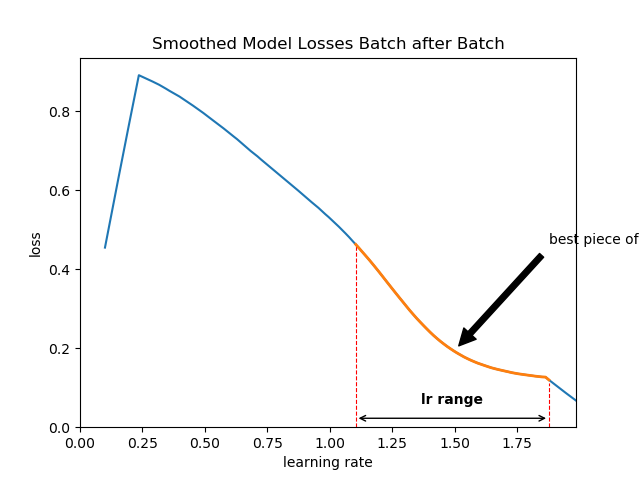 Smoothed Model Losses Batch after Batch
0.8
0.6
0.4
0.2
0.0
loss
best piece of
lr range
0.00 0.25 0.50 0.75 1.00 1.25 1.50 1.75
learning rate